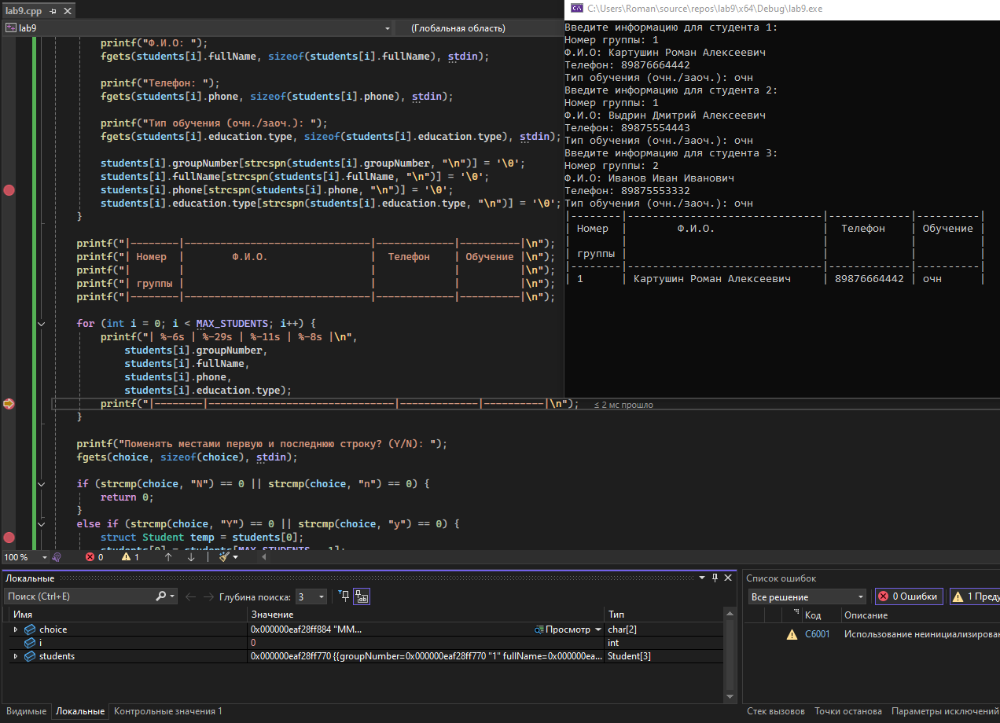 lab9.cpp
lab9
(Глобальная область)
printf("Ф.И.О: ");
fgets(students[i].fullName, sizeof(students[i].fullName), stdin);
printf("Телефон: ");
fgets(students[i].phone, sizeof(students[i].phone), stdin);
printf("Тип обучения (очн./заоч.): ");
fgets(students[i].education.type, sizeof(students[i].education.type), stdin);
students[i].groupNumber[strcspn(students[i].groupNumber, "\n")] = '\0';
students[i].fullName[strcspn(students[i].fullName, "\n")] = '\0';
students[i].phone[strcspn(students[i].phone, "\n")] = '\0';
students[i].education.type[strcspn(students[i].education.type, "\n")] = '\0';
}
printf("|--------|-------------------------------|-------------|----------|\n");
printf("| Номер  |        Ф.И.О.                 |  Телефон    | Обучение |\n");
printf("|        |                               |             |          |\n");
printf("| группы |                               |             |          |\n");
printf("|--------|-------------------------------|-------------|----------|\n");
for (int i = 0; i < MAX_STUDENTS; i++) {
printf("| %-6s | %-29s | %-11s | %-8s |\n",
students[i].groupNumber,
students[i].fullName,
students[i].phone,
students[i].education.type);
printf("|--------|-------------------------------|-------------|----------|\n");
≤ 2 мс прошло
}
printf("Поменять местами первую и последнюю строку? (Y/N): ");
fgets(choice, sizeof(choice), stdin);
if (strcmp(choice, "N") == 0 || strcmp(choice, "n") == 0) {
return 0;
}
else if (strcmp(choice, "Y") == 0 || strcmp(choice, "y") == 0) {
struct Student temp = students[0];
students[0] = students[MAX_STUDENTS - 1];
C:\Users\Roman\source\repos\lab9\x64\Debug\lab9.exe
Введите информацию для студента 1:
Номер группы: 1
Ф.И.О: Картушин Роман Алексеевич
Телефон: 89876664442
Тип обучения (очн./заоч.): очн
Введите информацию для студента 2:
Номер группы: 1
Ф.И.О: Выдрин Дмитрий Алексеевич
Телефон: 89875554443
Тип обучения (очн./заоч.): очн
Введите информацию для студента 3:
Номер группы: 2
Ф.И.О: Иванов Иван Иванович
Телефон: 89875553332
Тип обучения (очн./заоч.): очн
|--------|-------------------------------|-------------|----------|
| Номер  |        Ф.И.О.                 |  Телефон    | Обучение |
|        |                               |             |          |
| группы |                               |             |          |
|--------|-------------------------------|-------------|----------|
| 1      | Картушин Роман Алексеевич     | 89876664442 | очн      |
100 %
0
1
Локальные
Поиск (Ctrl+E)
Глубина поиска: 3
Имя Значение Тип
choice 0x000000eaf28ff884 "ММ... Просмотр char[2]
i 0 int
students 0x000000eaf28ff770 {{groupNumber=0x000000eaf28ff770 "1" fullName=0x000000ea... Student[3]
Видимые Локальные Контрольные значения 1
Список ошибок
Все решение
0 Ошибки
1 Преду
Код Описание
C6001 Использование неинициализирован
Стек вызовов Точки останова Параметры исключений